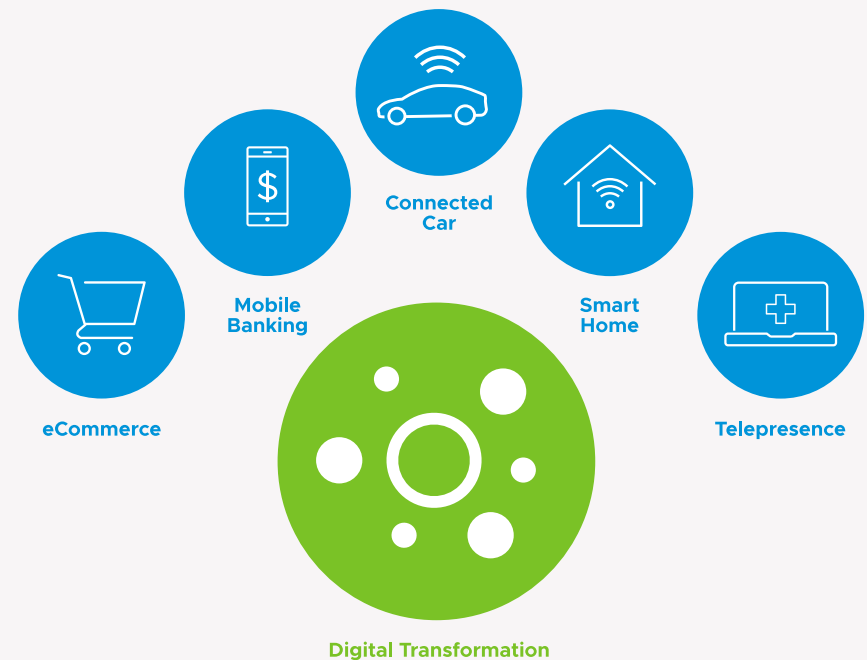 Connected
Car
Mobile
Banking
Smart
Home
eCommerce
Telepresence
Digital Transformation
$